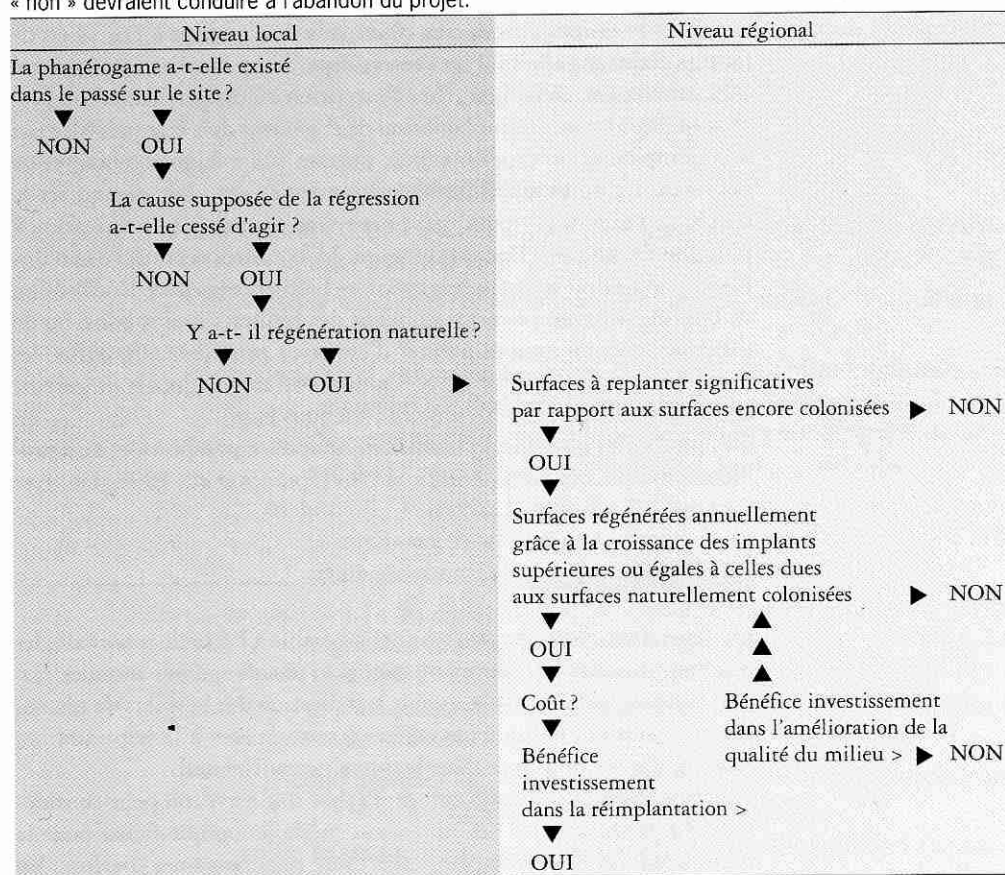 « non » devraient conduire à l'abandon du projet.
Niveau local
Niveau régional
La phanérogame a-t-elle existé
dans le passé sur le site ?
NON OUI
La cause supposée de la régression
a-t-elle cessé d'agir ?
NON OUI
Y a-t- il régénération naturelle ?
NON OUI
Surfaces à replanter significatives
par rapport aux surfaces encore colonisées NON
OUI
Surfaces régénérées annuellement
grâce à la croissance des implants
supérieures ou égales à celles dues
aux surfaces naturellement colonisées NON
OUI
Coût ?
Bénéfice
investissement
dans la réimplantation >
OUI
Bénéfice investissement
dans l'amélioration de la
qualité du milieu > NON